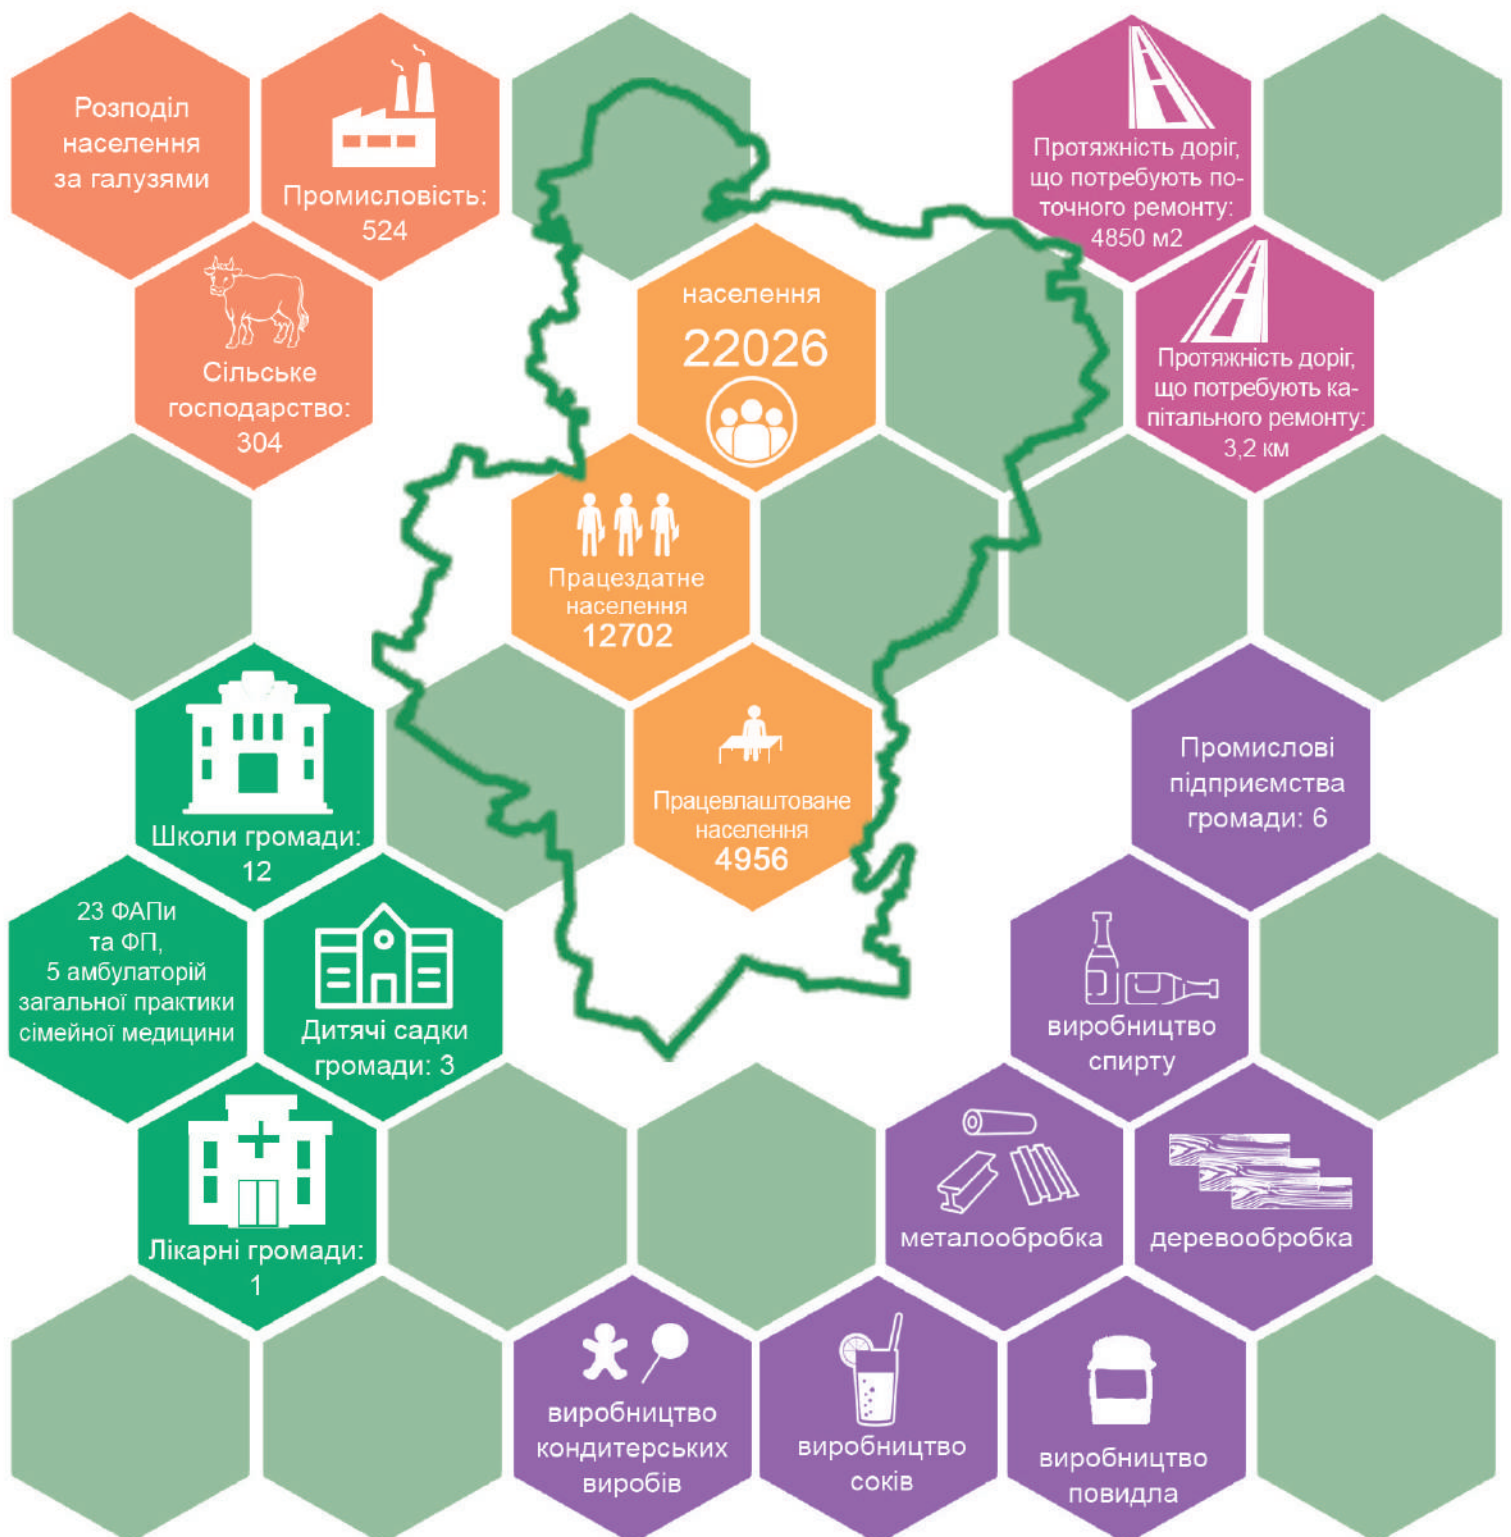 Розподіл
населення
за галузями
Промисловість:
524
Сільське
господарство:
304
населення
22026
Працездатне
населення
12702
Працевлаштоване
населення
4956
Протяжність доріг,
що потребують по-
точного ремонту:
4850 м2
Протяжність доріг,
що потребують ка-
пітального ремонту:
3,2 км
Школи громади:
12
23 ФАПи
та ФП,
5 амбулаторій
загальної практики
сімейної медицини
Дитячі садки
громади: 3
Лікарні громади:
1
Промислові
підприємства
громади: 6
виробництво
спирту
металообробка
деревообробка
виробництво
кондитерських
виробів
виробництво
соків
виробництво
повидла